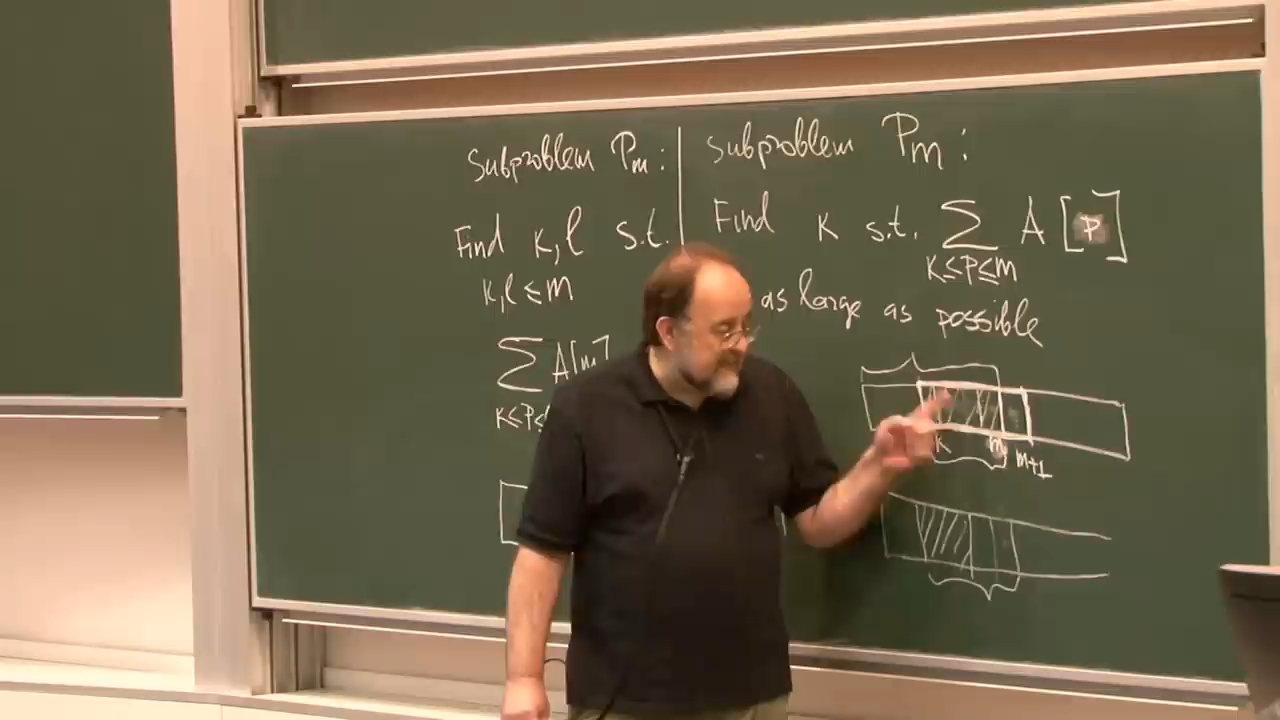 Subproblem Pm:
Find k, l s.t.
k, l ≤ m
∑ A[m]
k≤p≤
subproblem Pm:
Find k s.t. ∑ A[p]
k≤p≤m
as large as possible
k m m+1